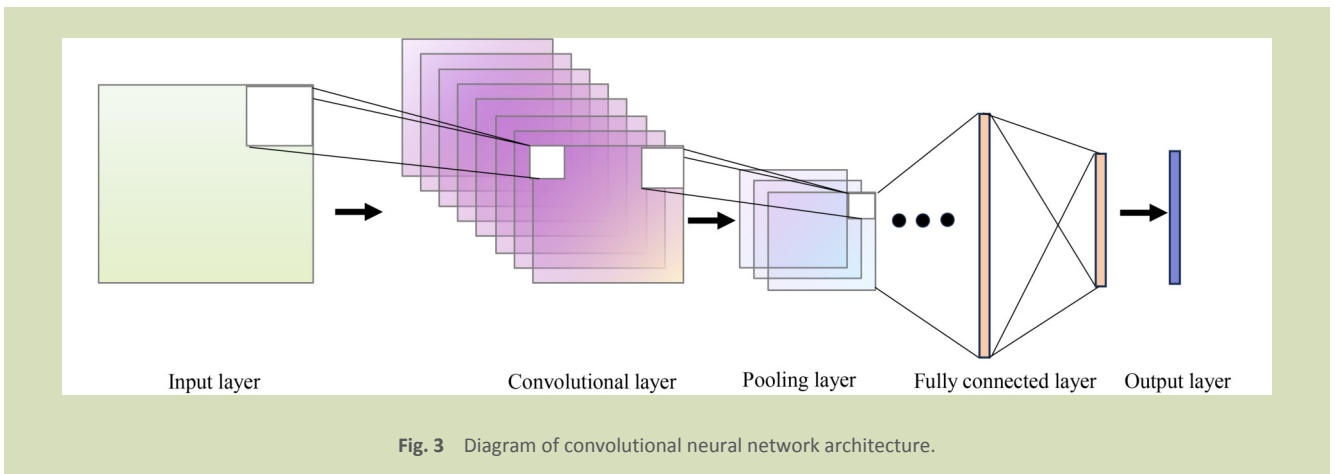 Input layer
Convolutional layer
Pooling layer
Fully connected layer
Output layer
Fig. 3 Diagram of convolutional neural network architecture.